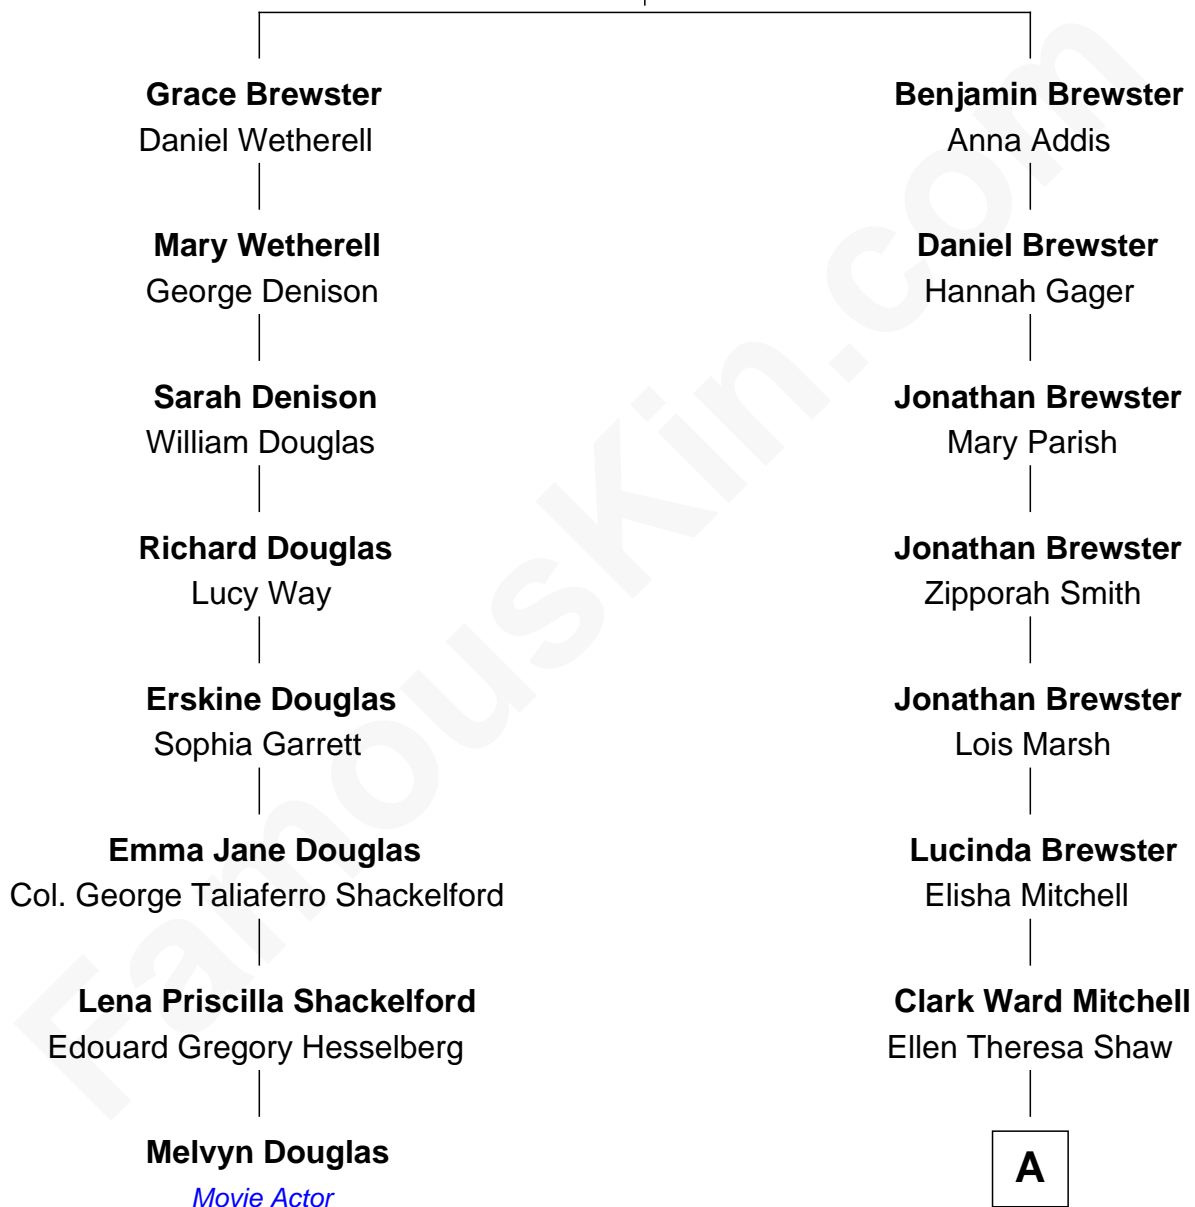 Grace Brewster
Daniel Wetherell
Mary Wetherell
George Denison
Sarah Denison
William Douglas
Richard Douglas
Lucy Way
Erskine Douglas
Sophia Garrett
Emma Jane Douglas
Col. George Taliaferro Shackelford
Lena Priscilla Shackelford
Edouard Gregory Hesselberg
Melvyn Douglas
Movie Actor
Benjamin Brewster
Anna Addis
Daniel Brewster
Hannah Gager
Jonathan Brewster
Mary Parish
Jonathan Brewster
Zipporah Smith
Jonathan Brewster
Lois Marsh
Lucinda Brewster
Elisha Mitchell
Clark Ward Mitchell
Ellen Theresa Shaw
A
FamousKin.com